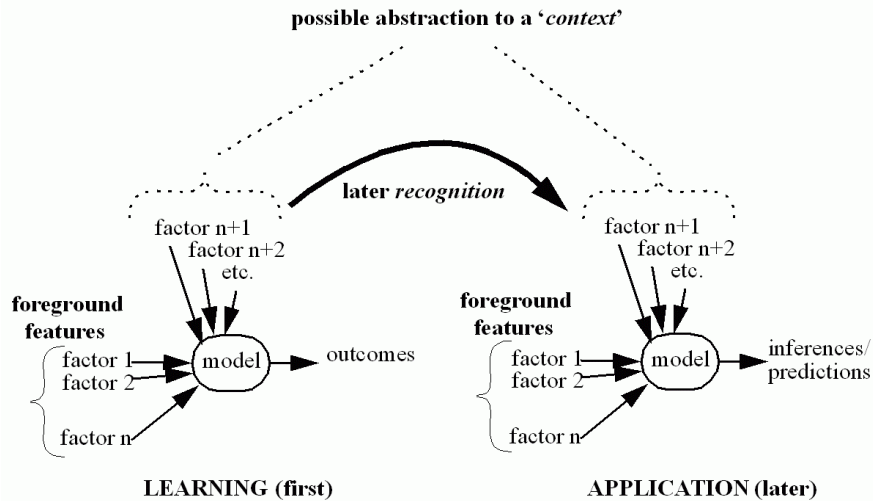 possible abstraction to a ‘context’
later recognition
factor n+1
factor n+2
etc.
foreground
features
factor 1
factor 2
factor n
model
outcomes
LEARNING (first)
factor n+1
factor n+2
etc.
foreground
features
factor 1
factor 2
factor n
model
inferences/
predictions
APPLICATION (later)